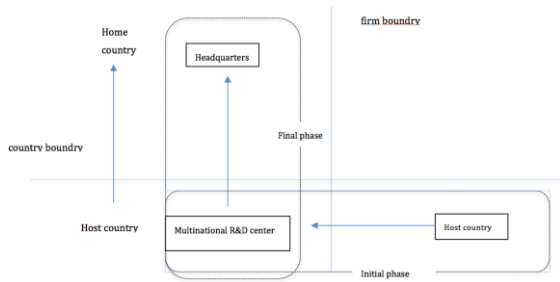 Home
country
firm boundry
Headquarters
Final phase
country boundry
Host country
Multinational R&D center
Host country
Initial phase